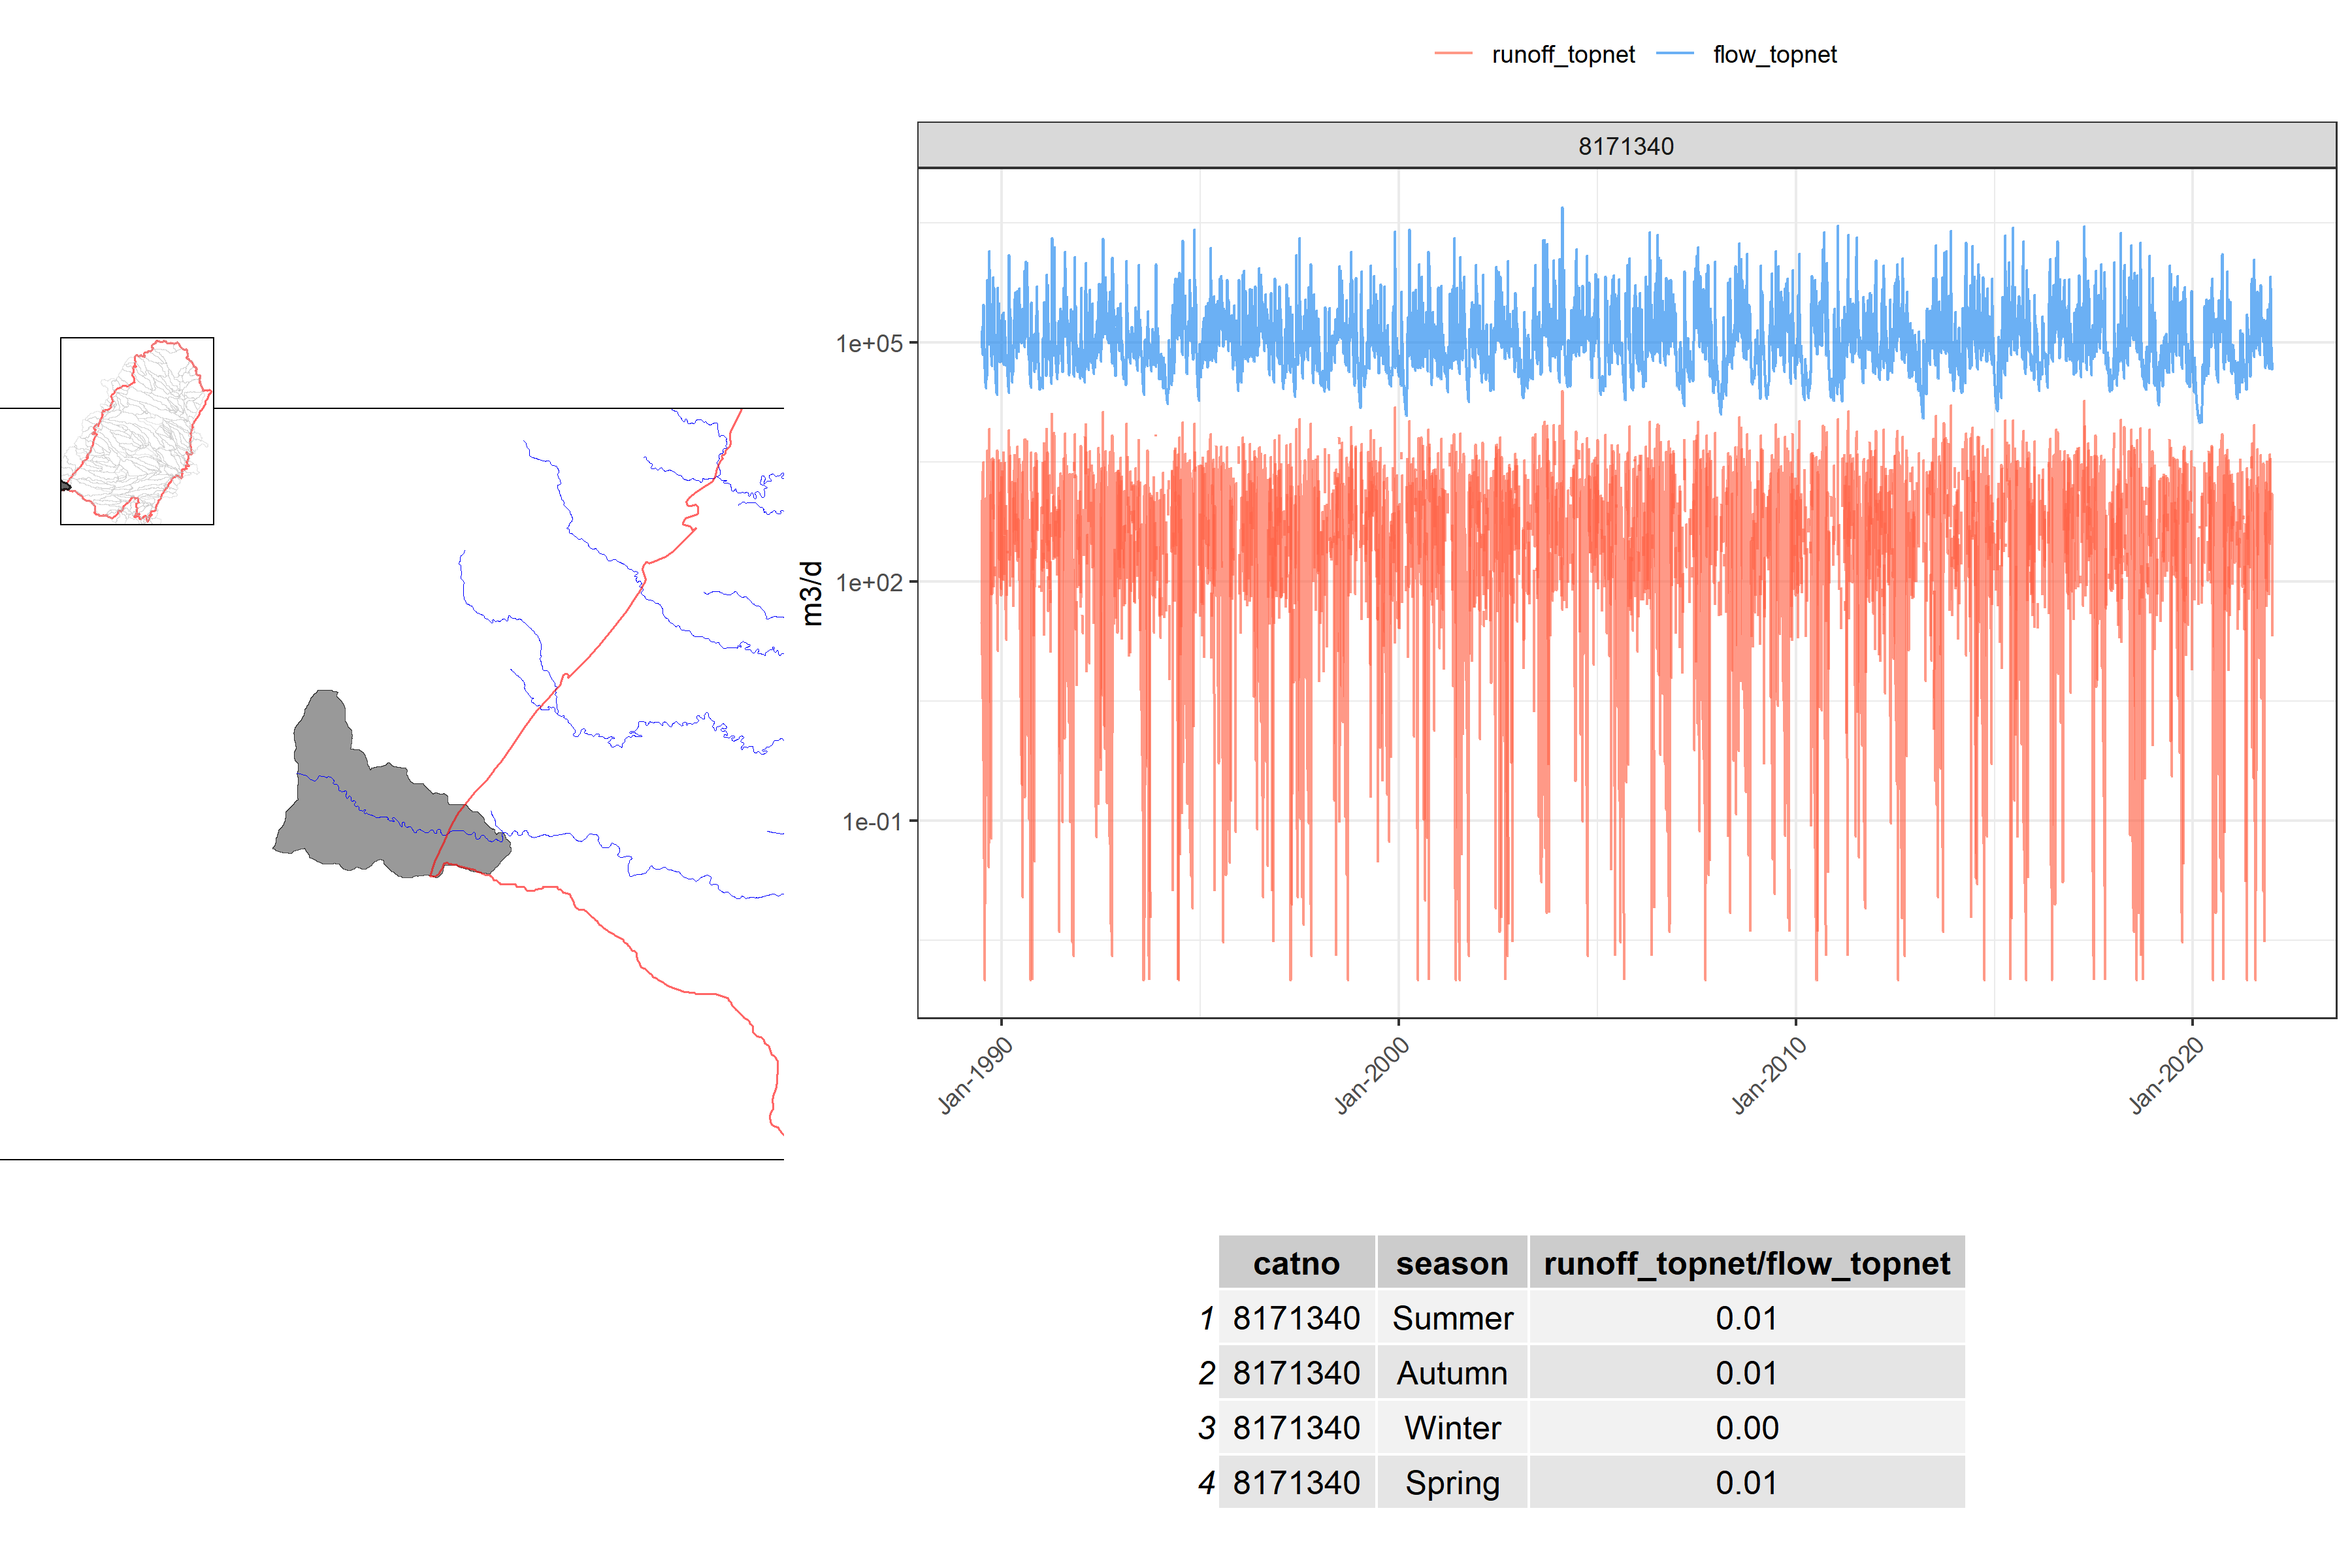 runoff_topnet flow_topnet
8171340
1e+05
1e+02
1e-01
m3/d
Jan-1990 Jan-2000 Jan-2010 Jan-2020
catno season runoff_topnet/flow_topnet
1 8171340 Summer 0.01
2 8171340 Autumn 0.01
3 8171340 Winter 0.00
4 8171340 Spring 0.01